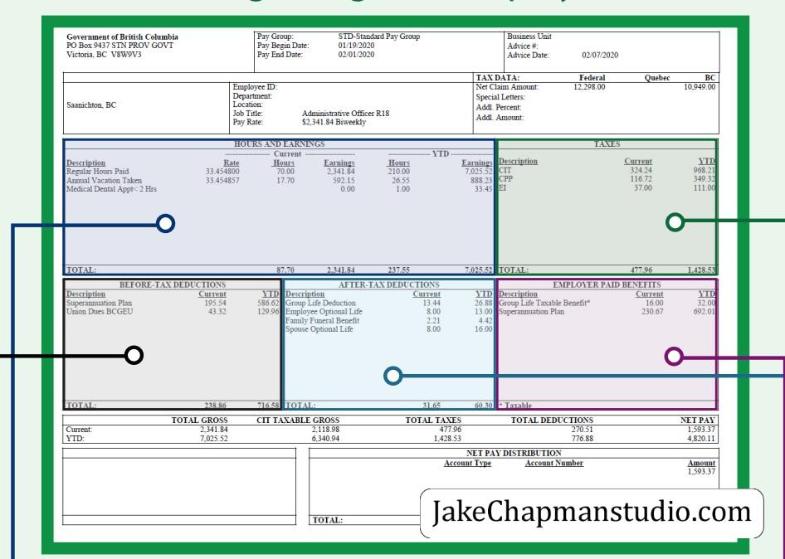 Government of British Columbia
PO Box 9437 STN PROV GOVT
Victoria, BC V8W9V3
Pay Group: STD-Standard Pay Group
Pay Begin Date: 01/19/2020
Pay End Date: 02/01/2020
Business Unit
Advice #:
Advice Date: 02/07/2020
Saanichton, BC
Employee ID:
Department:
Location:
Job Title: Administrative Officer R18
Pay Rate: $2,341.84 Biweekly
TAX DATA: Federal Quebec BC
Net Claim Amount: 12,298.00 10,949.00
Special Letters:
Addl. Percent:
Addl. Amount:
HOURS AND EARNINGS
Current YTD
Description Rate Hours Earnings Hours Earnings
Regular Hours Paid 33.454800 70.00 2,341.84 210.00 7,025.52
Annual Vacation Taken 33.454857 17.70 592.15 26.55 888.23
Medical Dental Appt< 2 Hrs 0.00 1.00 33.45
TOTAL: 87.70 2,341.84 237.55 7,025.52
TAXES
Description Current YTD
CIT 324.24 968.21
CPP 116.72 349.32
EI 37.00 111.00
TOTAL: 477.96 1,428.53
BEFORE-TAX DEDUCTIONS
Description Current YTD
Superannuation Plan 195.54 586.62
Union Dues BCGEU 43.32 129.96
TOTAL: 238.86 716.58
AFTER-TAX DEDUCTIONS
Description Current YTD
Group Life Deduction 13.44 26.88
Employee Optional Life 8.00 13.00
Family Funeral Benefit 2.21 4.42
Spouse Optional Life 8.00 16.00
TOTAL: 31.65 60.30
EMPLOYER PAID BENEFITS
Description Current YTD
Group Life Taxable Benefit* 16.00 32.00
Superannuation Plan 230.67 692.01
* Taxable
TOTAL GROSS CIT TAXABLE GROSS TOTAL TAXES TOTAL DEDUCTIONS NET PAY
Current: 2,341.84 2,118.98 477.96 270.51 1,593.37
YTD: 7,025.52 6,340.94 1,428.53 776.88 4,820.11
NET PAY DISTRIBUTION
Account Type Account Number Amount
1,593.37
TOTAL:
JakeChapmanstudio.com